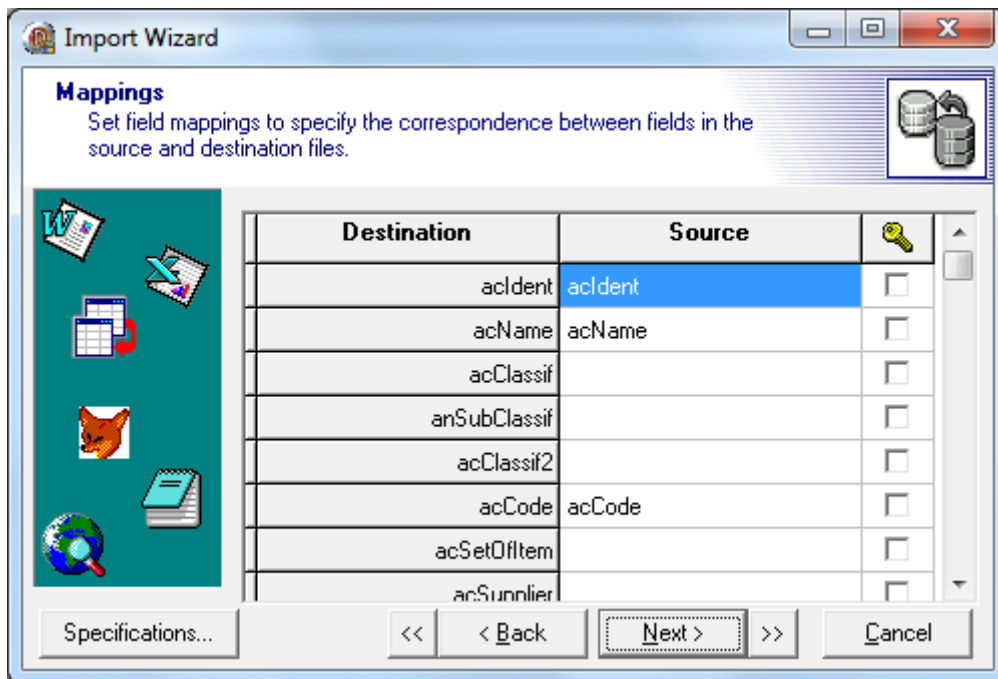 Import Wizard
Mappings
Set field mappings to specify the correspondence between fields in the
source and destination files.
Destination Source
acIdent acIdent
acName acName
acClassif
anSubClassif
acClassif2
acCode acCode
acSetOfItem
acSupplier
Specifications... << < Back Next > >> Cancel